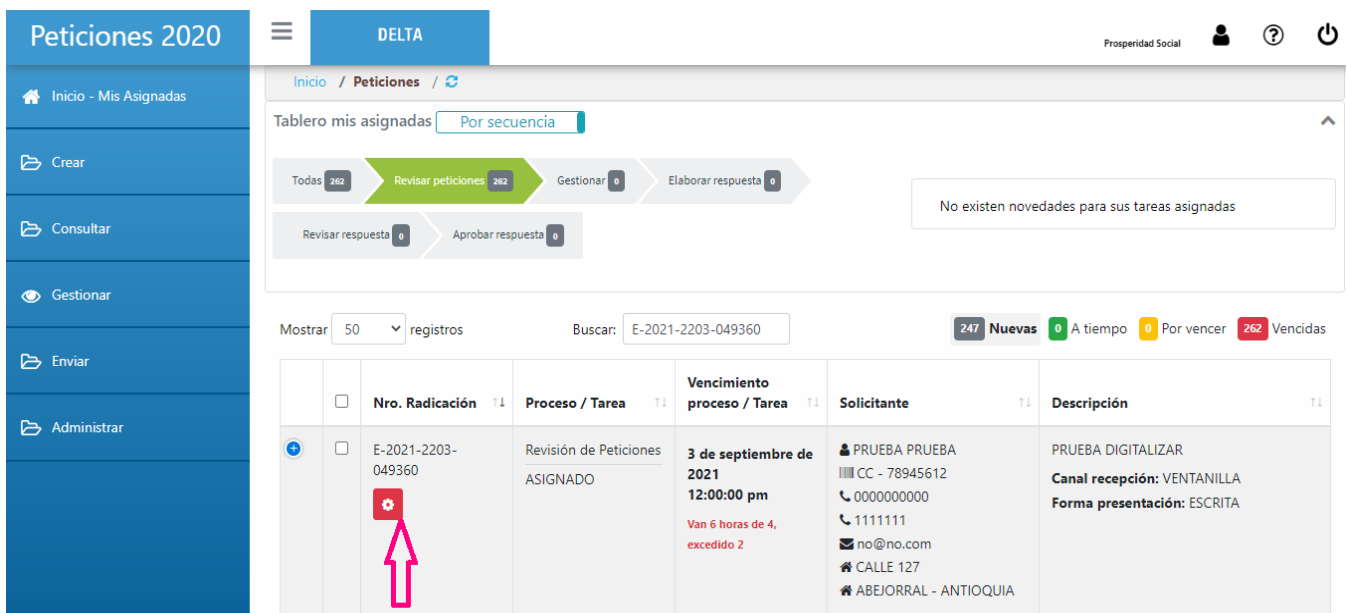 Peticiones 2020
DELTA
Prosperidad Social
Inicio - Mis Asignadas
Crear
Consultar
Gestionar
Enviar
Administrar
Inicio / Peticiones /
Tablero mis asignadas Por secuencia
Todas 262 Revisar peticiones 262 Gestionar 0 Elaborar respuesta 0
Revisar respuesta 0 Aprobar respuesta 0
No existen novedades para sus tareas asignadas
Mostrar 50 registros Buscar: E-2021-2203-049360 247 Nuevas 0 A tiempo 0 Por vencer 262 Vencidas
Nro. Radicación
Proceso / Tarea
Vencimiento
proceso / Tarea
Solicitante
Descripción
E-2021-2203-
049360
Revisión de Peticiones
ASIGNADO
3 de septiembre de
2021
12:00:00 pm
Van 6 horas de 4,
excedido 2
PRUEBA PRUEBA
CC - 78945612
0000000000
1111111
no@no.com
CALLE 127
ABEJORRAL - ANTIOQUIA
PRUEBA DIGITALIZAR
Canal recepción: VENTANILLA
Forma presentación: ESCRITA